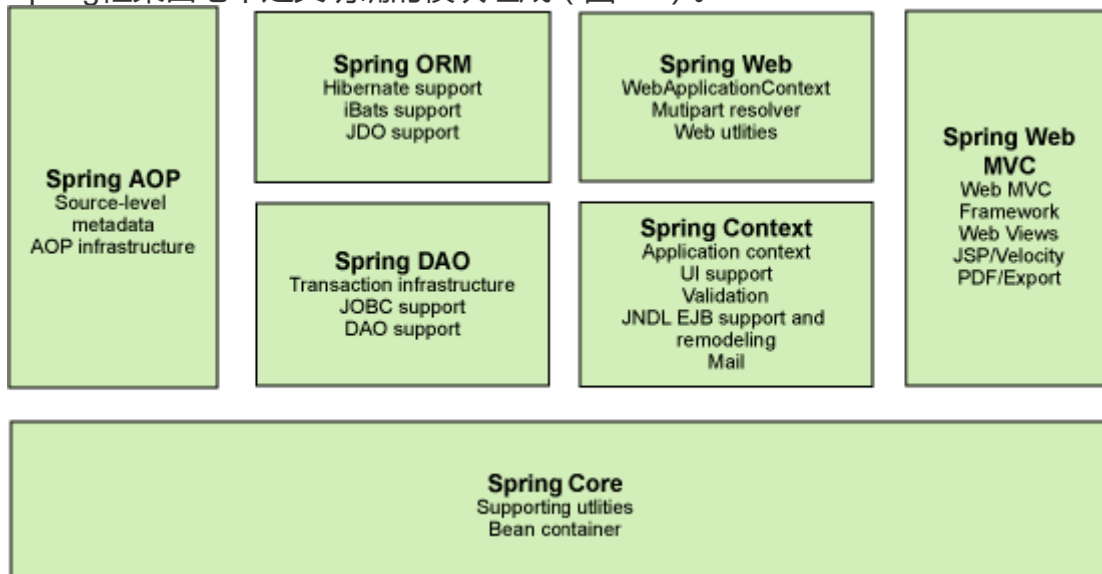 Spring AOP
Source-level
metadata
AOP infrastructure
Spring ORM
Hibernate support
iBats support
JDO support
Spring DAO
Transaction infrastructure
JOBC support
DAO support
Spring Web
WebApplicationContext
Mutipart resolver
Web utlities
Spring Context
Application context
UI support
Validation
JNDL EJB support and
remodeling
Mail
Spring Web
MVC
Web MVC
Framework
Web Views
JSP/Velocity
PDF/Export
Spring Core
Supporting utlities
Bean container